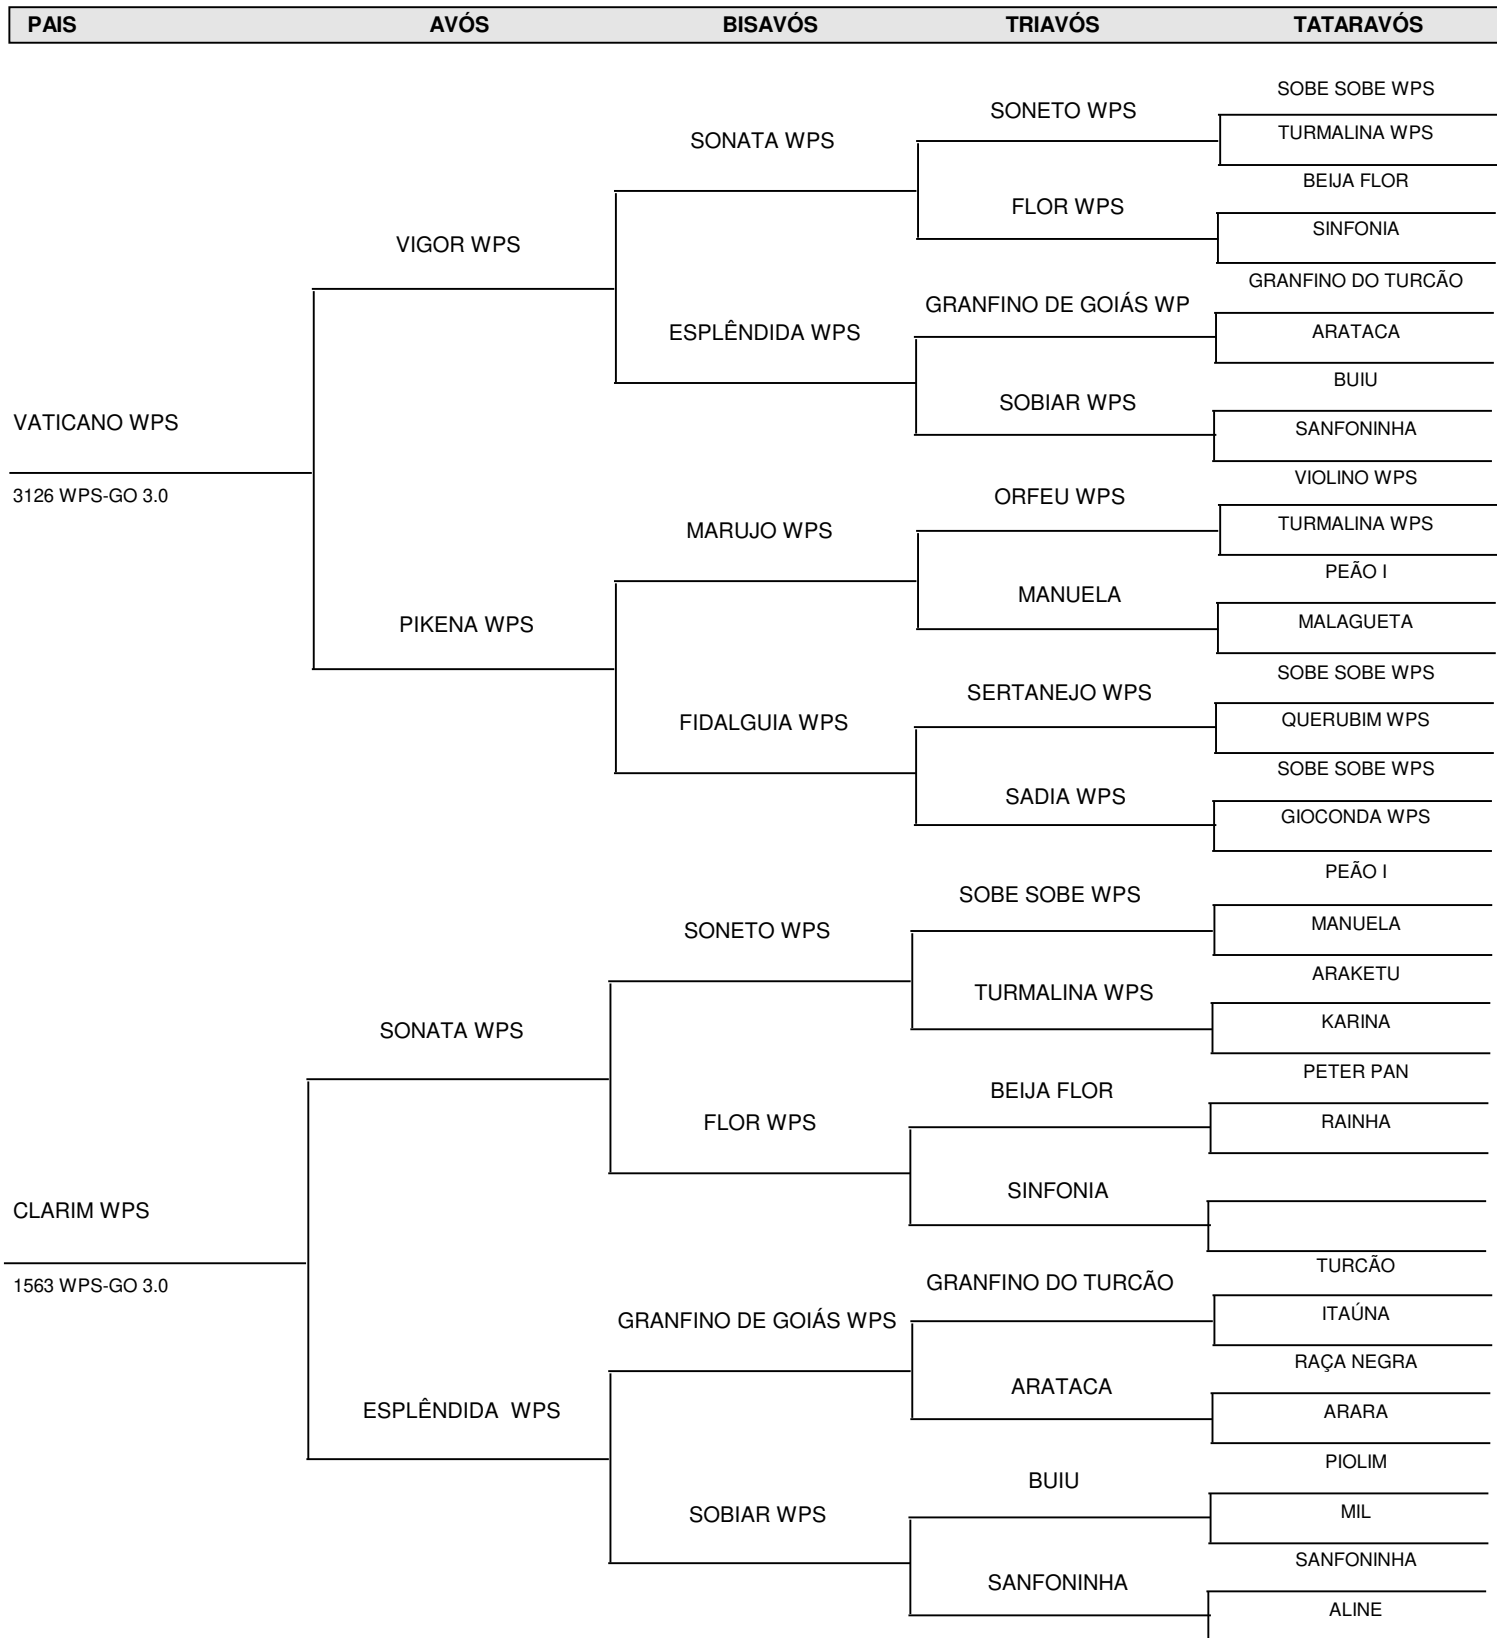 PAIS AVÓS BISAVÓS TRIAVÓS TATARAVÓS
SOBE SOBE WPS
SONETO WPS
TURMALINA WPS
SONATA WPS
BEIJA FLOR
FLOR WPS
SINFONIA
VIGOR WPS
GRANFINO DO TURCÃO
GRANFINO DE GOIÁS WP
ARATACA
ESPLÊNDIDA WPS
BUIU
SOBIAR WPS
SANFONINHA
VATICANO WPS
3126 WPS-GO 3.0
VIOLINO WPS
ORFEU WPS
TURMALINA WPS
MARUJO WPS
PEÃO I
MANUELA
MALAGUETA
PIKENA WPS
SOBE SOBE WPS
SERTANEJO WPS
QUERUBIM WPS
FIDALGUIA WPS
SOBE SOBE WPS
SADIA WPS
GIOCONDA WPS
PEÃO I
SOBE SOBE WPS
MANUELA
SONETO WPS
ARAKETU
TURMALINA WPS
KARINA
SONATA WPS
PETER PAN
BEIJA FLOR
RAINHA
FLOR WPS
SINFONIA
CLARIM WPS
1563 WPS-GO 3.0
TURCÃO
GRANFINO DO TURCÃO
ITAÚNA
GRANFINO DE GOIÁS WPS
RAÇA NEGRA
ARATACA
ARARA
ESPLÊNDIDA WPS
PIOLIM
BUIU
MIL
SOBIAR WPS
SANFONINHA
SANFONINHA
ALINE